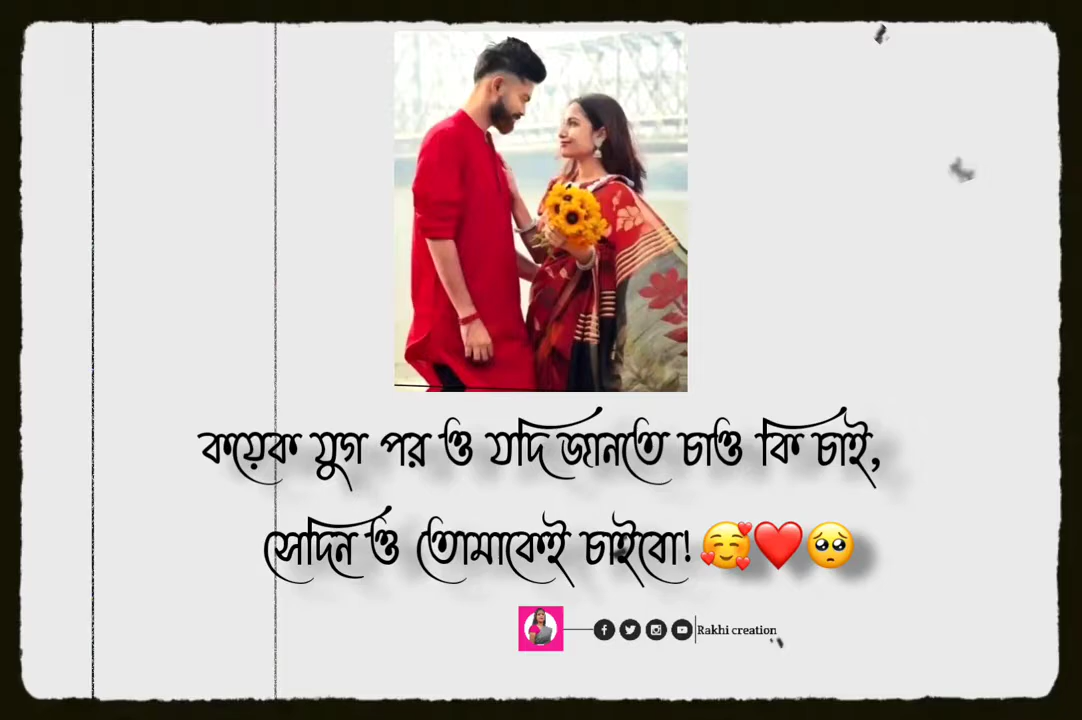 কয়েক যুগ পর ও যদি জানতে চাও কি চাই,
সেদিন ও তোমাকেই চাইবো! 🥰❤️🥺
Rakhi creation